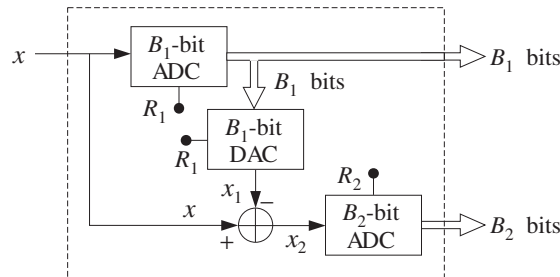 x
B₁-bit
ADC
B₁ bits
B₁ bits
R₁
R₁
B₁-bit
DAC
x₁
−
R₂
x
+
x₂
B₂-bit
ADC
B₂ bits